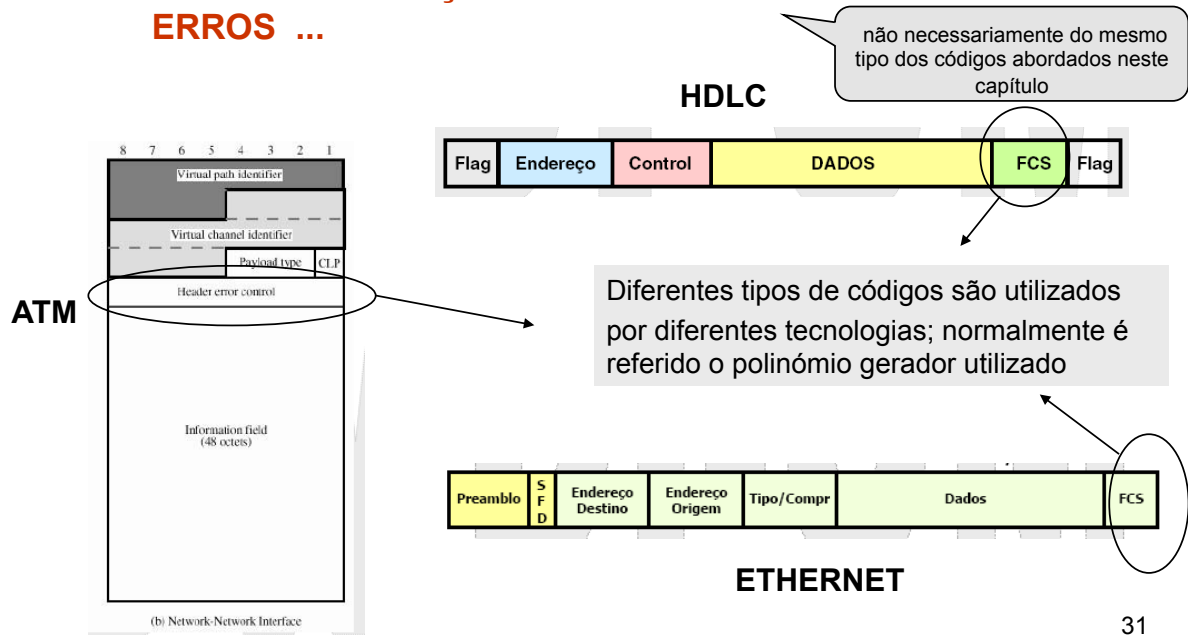 ERROS ...
não necessariamente do mesmo
tipo dos códigos abordados neste
capítulo
HDLC
Flag Endereço Control DADOS FCS Flag
8 7 6 5 4 3 2 1
Virtual path identifier
Virtual channel identifier
Payload type CLP
Header error control
ATM
Information field
(48 octets)
(b) Network-Network Interface
Diferentes tipos de códigos são utilizados
por diferentes tecnologias; normalmente é
referido o polinómio gerador utilizado
Preamblo S F D Endereço Destino Endereço Origem Tipo/Compr Dados FCS
ETHERNET
31